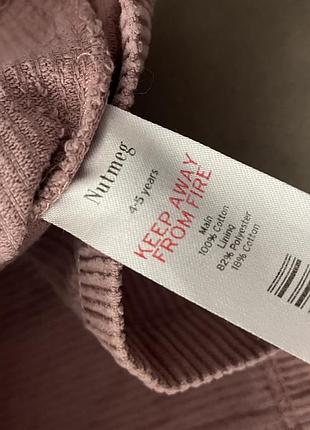 Nutmeg
4-5 years
KEEP AWAY
FROM FIRE
Main
100% Cotton
Lining
82% Polyester
18% Cotton